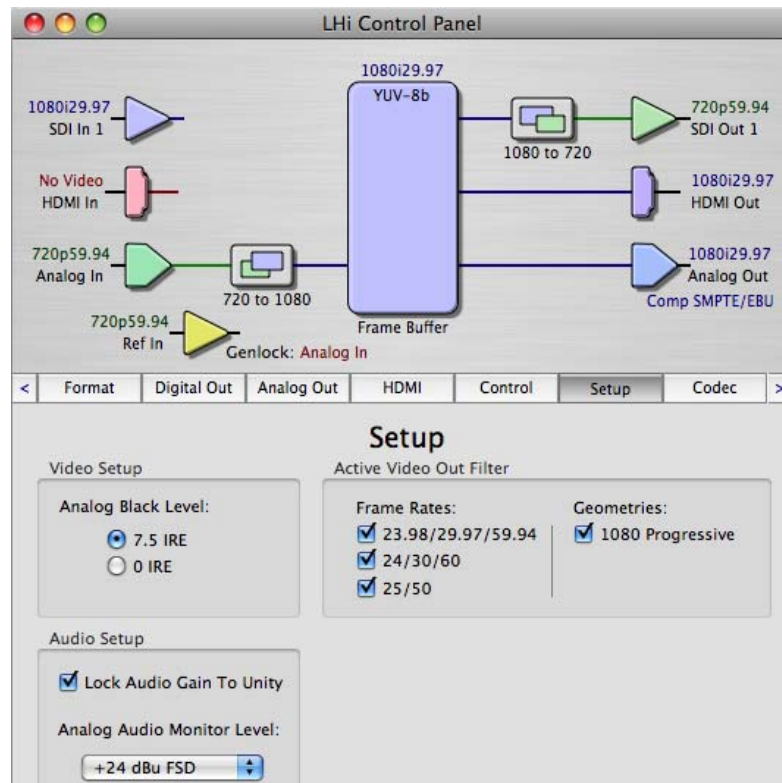 LHi Control Panel
1080i29.97
YUV-8b
1080i29.97
SDI In 1
1080 to 720
720p59.94
SDI Out 1
No Video
HDMI In
1080i29.97
HDMI Out
720p59.94
Analog In
720 to 1080
1080i29.97
Analog Out
Comp SMPTE/EBU
720p59.94
Ref In
Genlock: Analog In
Frame Buffer
< Format Digital Out Analog Out HDMI Control Setup Codec >
Setup
Video Setup
Analog Black Level:
7.5 IRE
0 IRE
Active Video Out Filter
Frame Rates:
23.98/29.97/59.94
24/30/60
25/50
Geometries:
1080 Progressive
Audio Setup
Lock Audio Gain To Unity
Analog Audio Monitor Level:
+24 dBu FSD